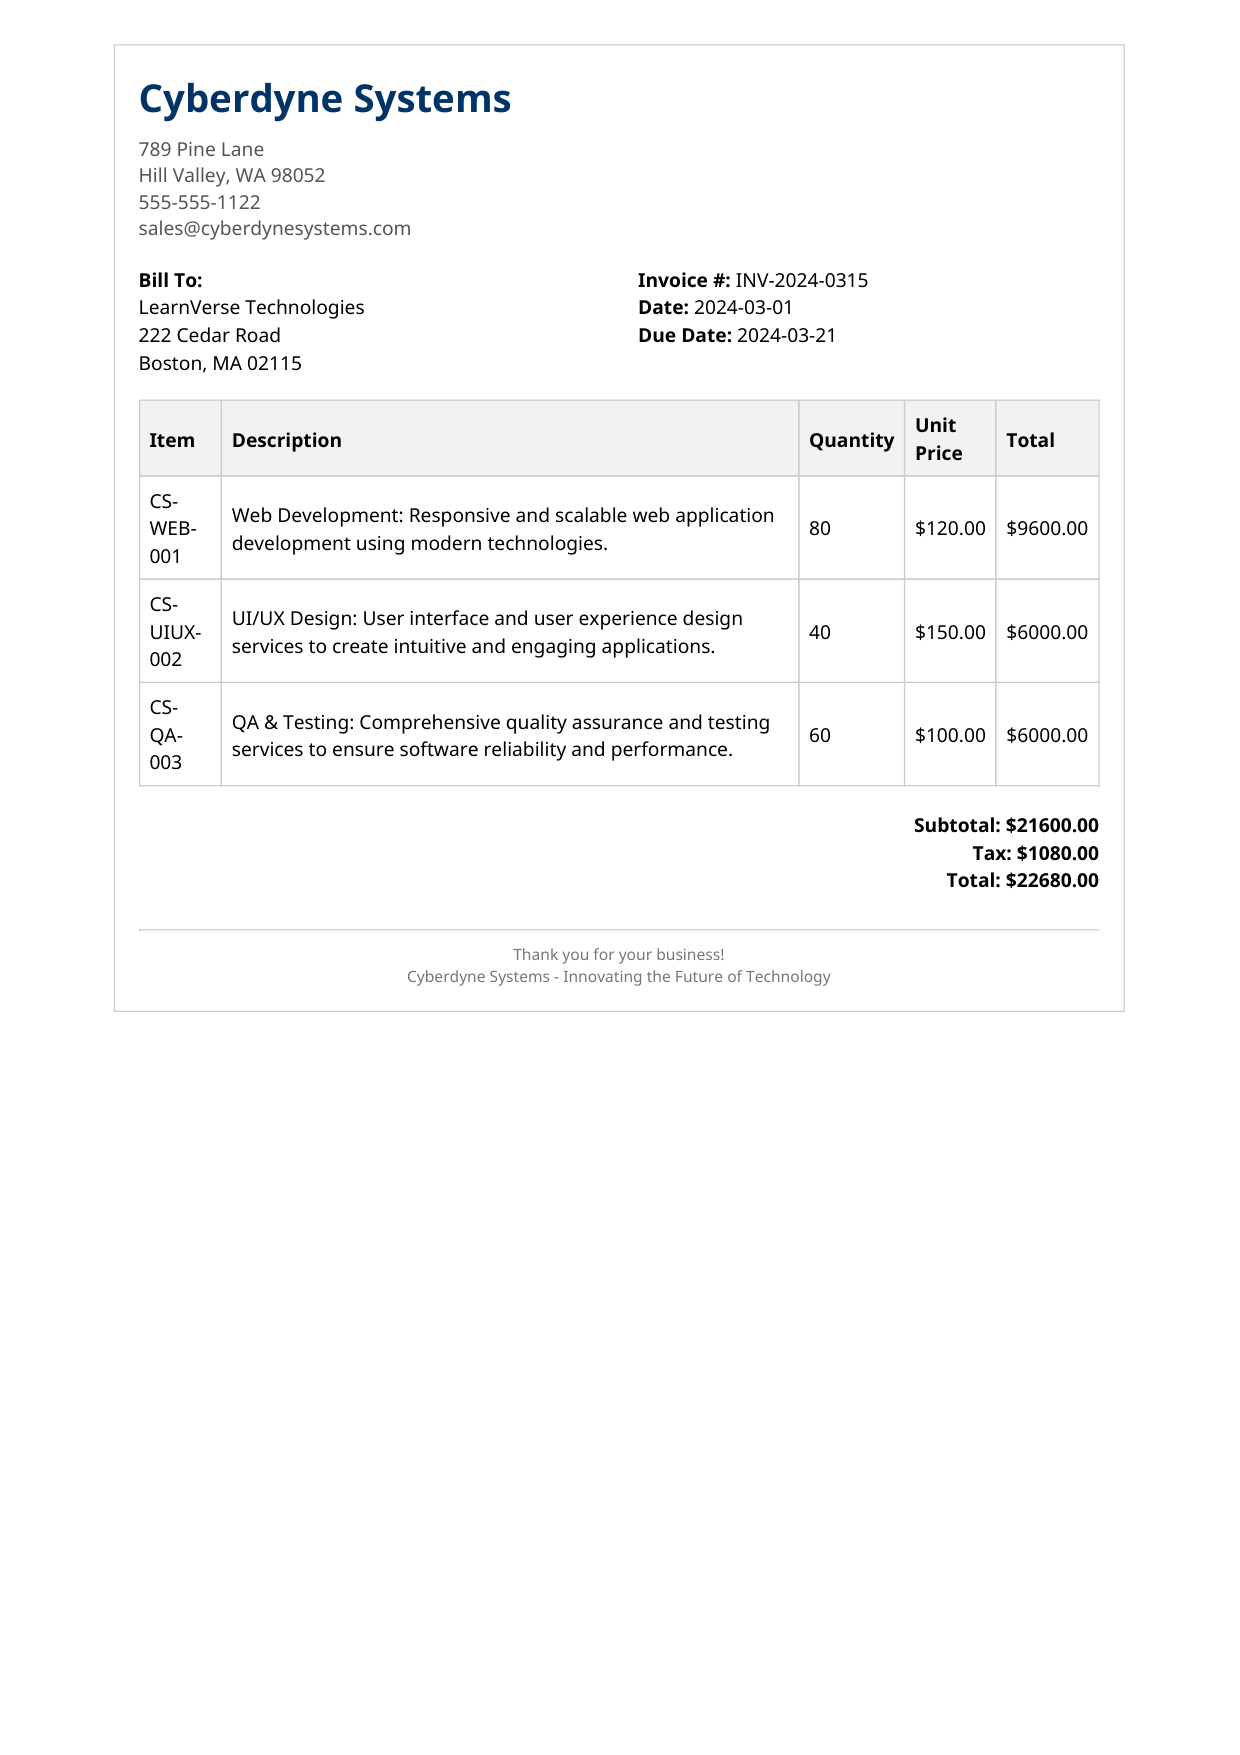 Cyberdyne Systems
789 Pine Lane
Hill Valley, WA 98052
555-555-1122
sales@cyberdynesystems.com
Bill To:
LearnVerse Technologies
222 Cedar Road
Boston, MA 02115
Invoice #: INV-2024-0315
Date: 2024-03-01
Due Date: 2024-03-21
Item Description Quantity Unit Price Total
CS-WEB-001 Web Development: Responsive and scalable web application development using modern technologies. 80 $120.00 $9600.00
CS-UIUX-002 UI/UX Design: User interface and user experience design services to create intuitive and engaging applications. 40 $150.00 $6000.00
CS-QA-003 QA & Testing: Comprehensive quality assurance and testing services to ensure software reliability and performance. 60 $100.00 $6000.00
Subtotal: $21600.00
Tax: $1080.00
Total: $22680.00
Thank you for your business!
Cyberdyne Systems - Innovating the Future of Technology